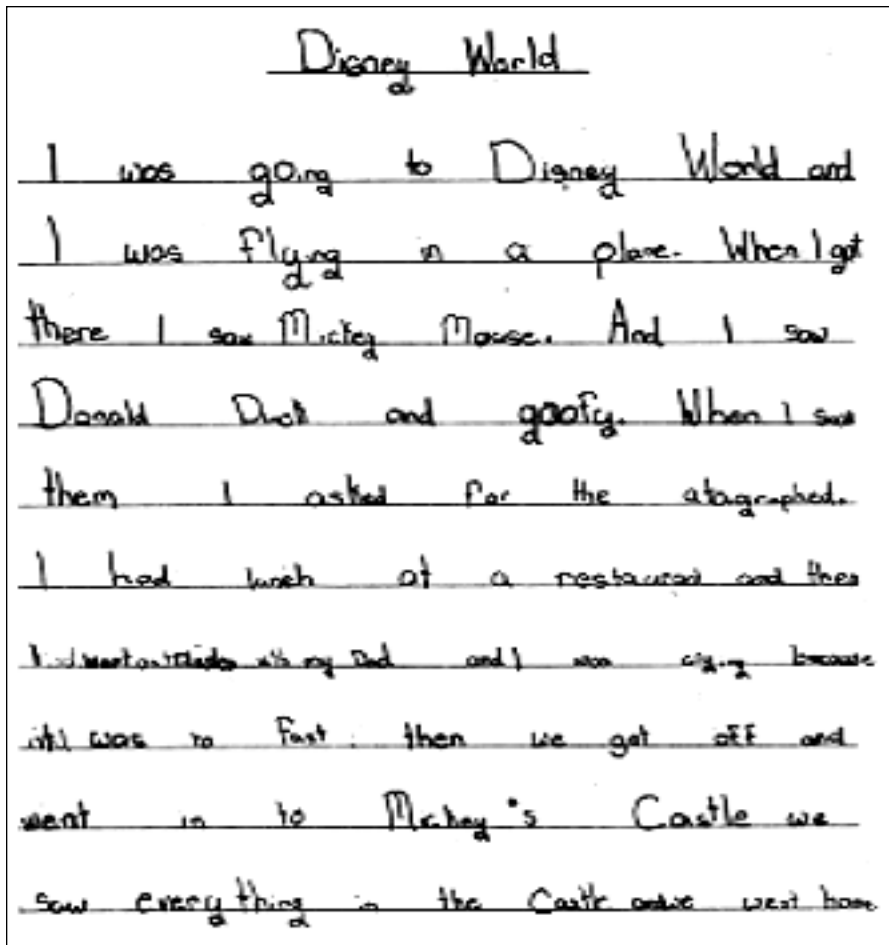 Disney World
I was going to Disney World and
I was flying in a plane. When I got
there I saw Mickey Mouse. And I saw
Donald Duck and goofy. When I saw
them I asked for the atagraphed.
I had lunch at a restaurant and then
went on with my Dad and I was crying because
it was to fast. then we got off and
went in to Mickey's Castle we
saw everything in the Castle and we went home